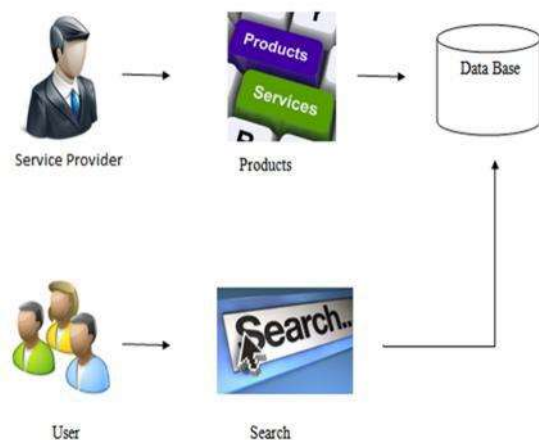 Products
Services
Data Base
Service Provider
Products
Search..
User
Search